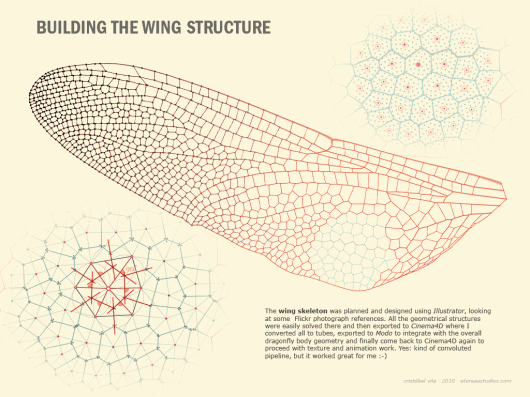 BUILDING THE WING STRUCTURE
The wing skeleton was planned and designed using Illustrator, looking
at some Flickr photograph references. All the geometrical structures
were easily solved there and then exported to Cinema4D where I
converted all to tubes, exported to Modo to integrate with the overall
dragonfly body geometry and finally come back to Cinema4D again to
proceed with texture and animation work. Yes: kind of convoluted
pipeline, but it worked great for me :-)
cristóbal vila · 2010 · etereaestudios.com